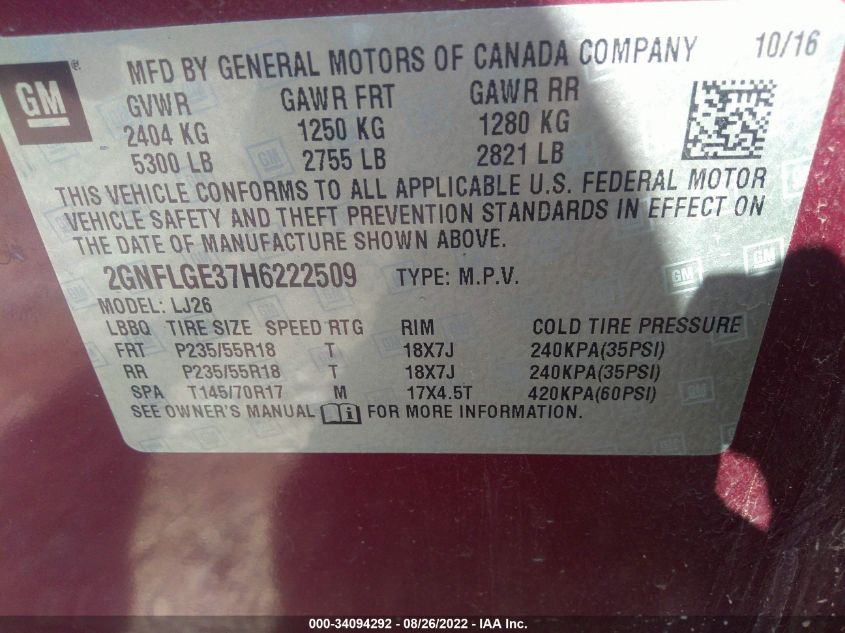 GM
MFD BY GENERAL MOTORS OF CANADA COMPANY 10/16
GVWR GAWR FRT GAWR RR
2404 KG 1250 KG 1280 KG
5300 LB 2755 LB 2821 LB
THIS VEHICLE CONFORMS TO ALL APPLICABLE U.S. FEDERAL MOTOR
VEHICLE SAFETY AND THEFT PREVENTION STANDARDS IN EFFECT ON
THE DATE OF MANUFACTURE SHOWN ABOVE.
2GNFLGE37H6222509 TYPE: M.P.V.
MODEL: LJ26
LBBQ TIRE SIZE SPEED RTG RIM COLD TIRE PRESSURE
FRT P235/55R18 T 18X7J 240KPA(35PSI)
RR P235/55R18 T 18X7J 240KPA(35PSI)
SPA T145/70R17 M 17X4.5T 420KPA(60PSI)
SEE OWNER'S MANUAL FOR MORE INFORMATION.
000-34094292 - 08/26/2022 - IAA Inc.